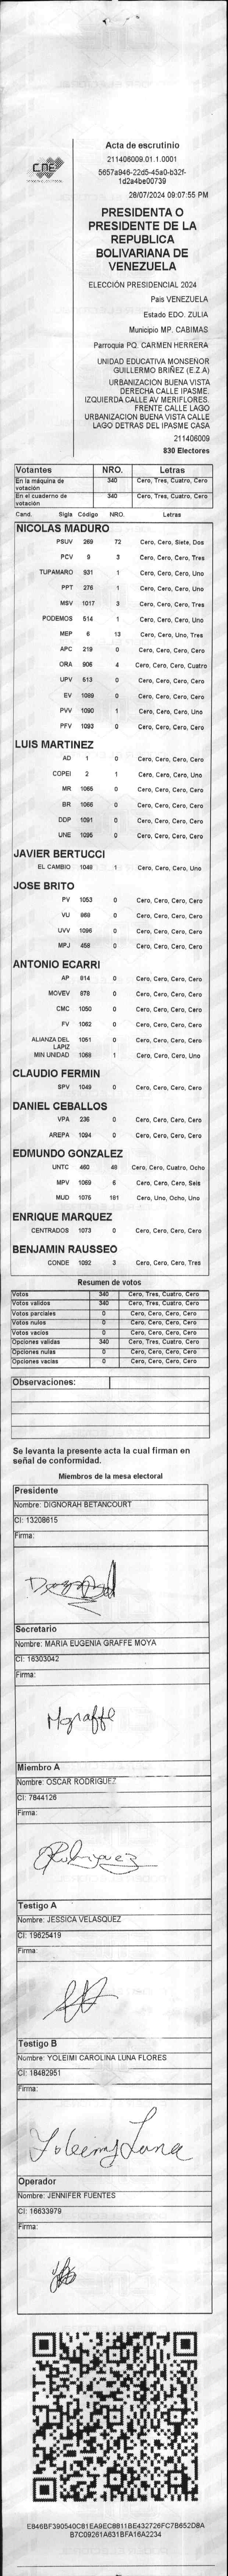 CNE
Acta de escrutinio
211406009.01.1.0001
5657a946-22d5-45a0-b32f-
1d2a4be00739
28/07/2024 09:07:55 PM
PRESIDENTA O
PRESIDENTE DE LA
REPUBLICA
BOLIVARIANA DE
VENEZUELA
ELECCIÓN PRESIDENCIAL 2024
País VENEZUELA
Estado EDO. ZULIA
Municipio MP. CABIMAS
Parroquia PQ. CARMEN HERRERA
UNIDAD EDUCATIVA MONSEÑOR
GUILLERMO BRIÑEZ (E.Z.A)
URBANIZACION BUENA VISTA
DERECHA CALLE IPASME.
IZQUIERDA CALLE AV MERIFLORES.
FRENTE CALLE LAGO
URBANIZACION BUENA VISTA CALLE
LAGO DETRAS DEL IPASME CASA
211406009
830 Electores
Votantes NRO. Letras
En la máquina de votación 340 Cero, Tres, Cuatro, Cero
En el cuaderno de votación 340 Cero, Tres, Cuatro, Cero
Cand. Sigla Código NRO. Letras
NICOLAS MADURO
PSUV 269 72 Cero, Cero, Siete, Dos
PCV 9 3 Cero, Cero, Cero, Tres
TUPAMARO 931 1 Cero, Cero, Cero, Uno
PPT 276 1 Cero, Cero, Cero, Uno
MSV 1017 3 Cero, Cero, Cero, Tres
PODEMOS 514 1 Cero, Cero, Cero, Uno
MEP 6 13 Cero, Cero, Uno, Tres
APC 219 0 Cero, Cero, Cero, Cero
ORA 906 4 Cero, Cero, Cero, Cuatro
UPV 513 0 Cero, Cero, Cero, Cero
EV 1089 0 Cero, Cero, Cero, Cero
PVV 1090 1 Cero, Cero, Cero, Uno
PFV 1093 0 Cero, Cero, Cero, Cero
LUIS MARTINEZ
AD 1 0 Cero, Cero, Cero, Cero
COPEI 2 1 Cero, Cero, Cero, Uno
MR 1065 0 Cero, Cero, Cero, Cero
BR 1066 0 Cero, Cero, Cero, Cero
DDP 1091 0 Cero, Cero, Cero, Cero
UNE 1095 0 Cero, Cero, Cero, Cero
JAVIER BERTUCCI
EL CAMBIO 1048 1 Cero, Cero, Cero, Uno
JOSE BRITO
PV 1053 0 Cero, Cero, Cero, Cero
VU 868 0 Cero, Cero, Cero, Cero
UVV 1096 0 Cero, Cero, Cero, Cero
MPJ 458 0 Cero, Cero, Cero, Cero
ANTONIO ECARRI
AP 814 0 Cero, Cero, Cero, Cero
MOVEV 878 0 Cero, Cero, Cero, Cero
CMC 1050 0 Cero, Cero, Cero, Cero
FV 1062 0 Cero, Cero, Cero, Cero
ALIANZA DEL LAPIZ 1051 0 Cero, Cero, Cero, Cero
MIN UNIDAD 1068 1 Cero, Cero, Cero, Uno
CLAUDIO FERMIN
SPV 1049 0 Cero, Cero, Cero, Cero
DANIEL CEBALLOS
VPA 236 0 Cero, Cero, Cero, Cero
AREPA 1094 0 Cero, Cero, Cero, Cero
EDMUNDO GONZALEZ
UNTC 460 48 Cero, Cero, Cuatro, Ocho
MPV 1069 6 Cero, Cero, Cero, Seis
MUD 1075 181 Cero, Uno, Ocho, Uno
ENRIQUE MARQUEZ
CENTRADOS 1073 0 Cero, Cero, Cero, Cero
BENJAMIN RAUSSEO
CONDE 1092 3 Cero, Cero, Cero, Tres
Resumen de votos
Votos 340 Cero, Tres, Cuatro, Cero
Votos validos 340 Cero, Tres, Cuatro, Cero
Votos parciales 0 Cero, Cero, Cero, Cero
Votos nulos 0 Cero, Cero, Cero, Cero
Votos vacios 0 Cero, Cero, Cero, Cero
Opciones validas 340 Cero, Tres, Cuatro, Cero
Opciones nulas 0 Cero, Cero, Cero, Cero
Opciones vacías 0 Cero, Cero, Cero, Cero
Observaciones:
Se levanta la presente acta la cual firman en
señal de conformidad.
Miembros de la mesa electoral
Presidente
Nombre: DIGNORAH BETANCOURT
CI: 13208615
Firma:
Secretario
Nombre: MARIA EUGENIA GRAFFE MOYA
CI: 16303042
Firma:
Mgraffe
Miembro A
Nombre: OSCAR RODRIGUEZ
CI: 7844126
Firma:
Testigo A
Nombre: JESSICA VELASQUEZ
CI: 19625419
Firma:
Testigo B
Nombre: YOLEIMI CAROLINA LUNA FLORES
CI: 18482951
Firma:
Yoleimy Luna
Operador
Nombre: JENNIFER FUENTES
CI: 16633979
Firma:
E846BF390540C81EA9EC8811BE432726FC7B652D8A
B7C09261A631BFA16A2234